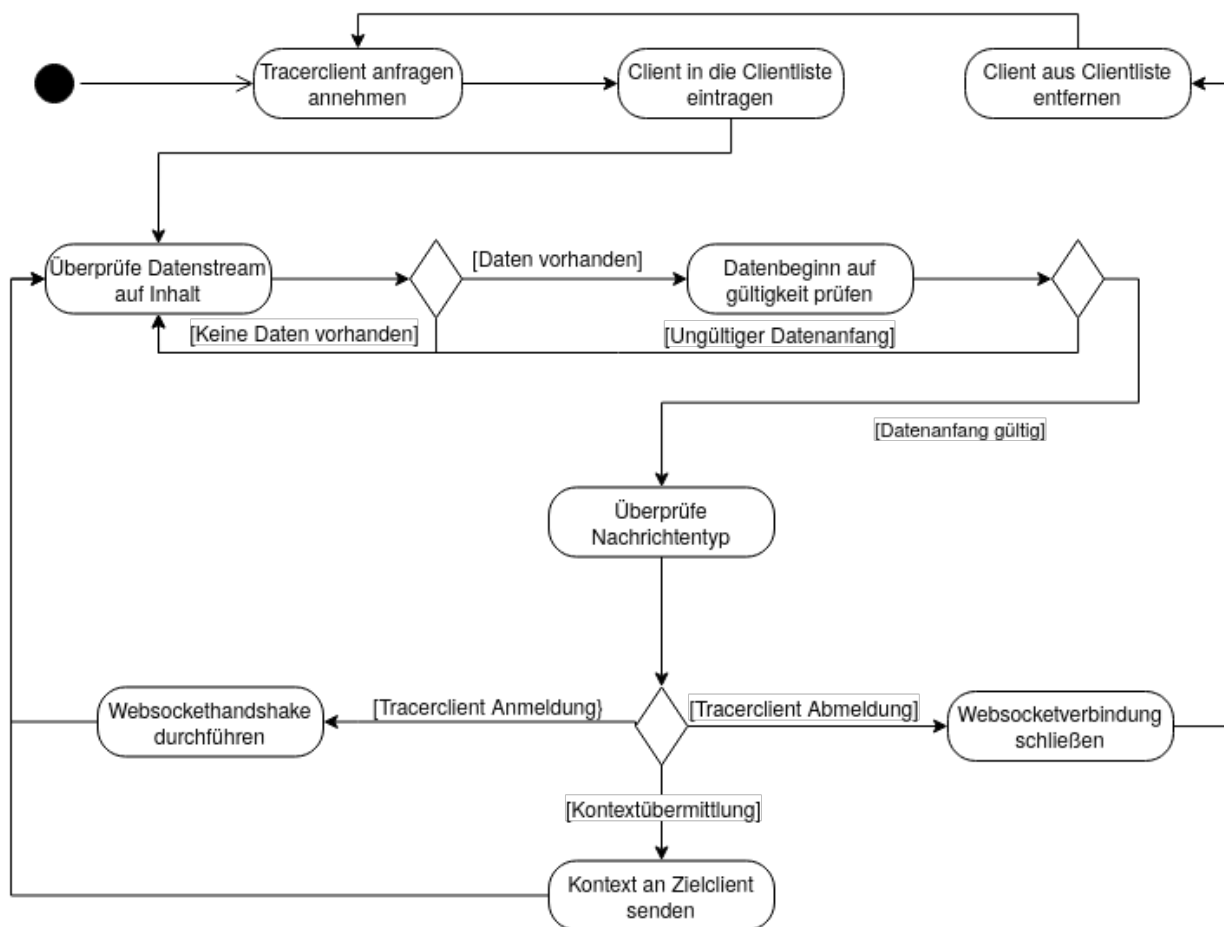 Tracerclient anfragen
annehmen
Client in die Clientliste
eintragen
Client aus Clientliste
entfernen
Überprüfe Datenstream
auf Inhalt
[Daten vorhanden]
Datenbeginn auf
gültigkeit prüfen
[Keine Daten vorhanden]
[Ungültiger Datenanfang]
[Datenanfang gültig]
Überprüfe
Nachrichtentyp
Websockethandshake
durchführen
[Tracerclient Anmeldung}
[Tracerclient Abmeldung]
Websocketverbindung
schließen
[Kontextübermittlung]
Kontext an Zielclient
senden